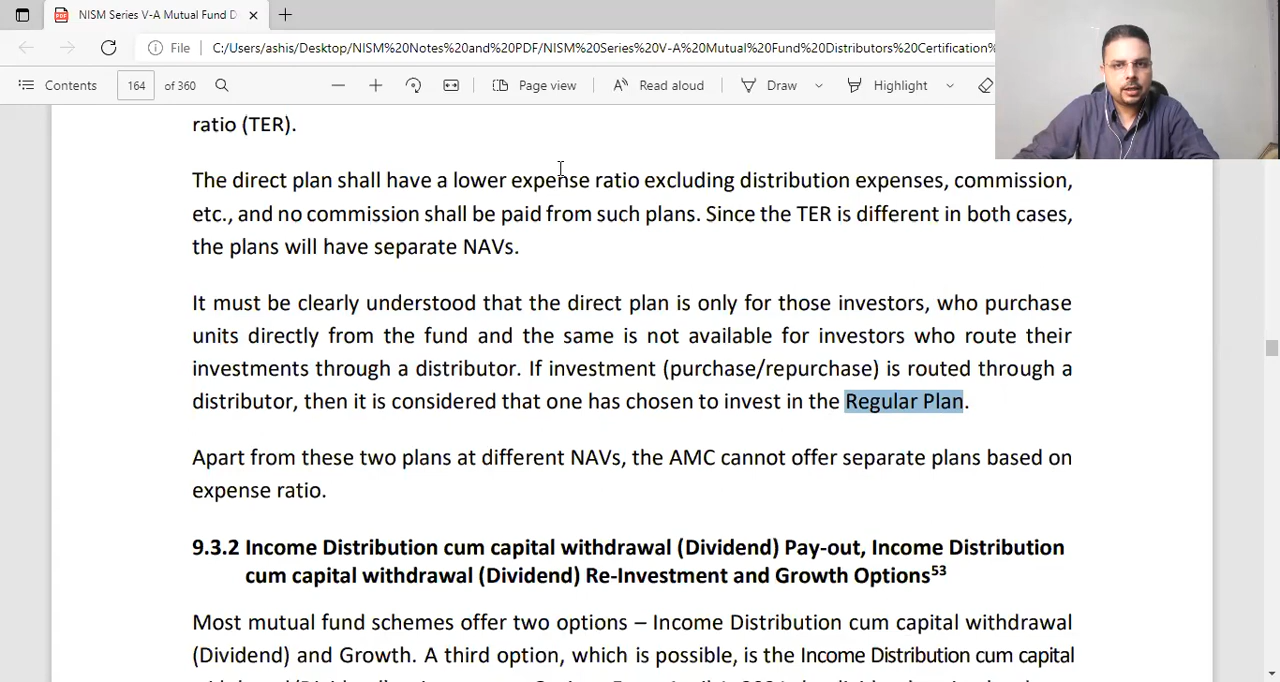 NISM Series V-A Mutual Fund D
File C:/Users/ashis/Desktop/NISM%20Notes%20and%20PDF/NISM%20Series%20V-A%20Mutual%20Fund%20Distributors%20Certification%
Contents 164 of 360 Page view Read aloud Draw Highlight
ratio (TER).
The direct plan shall have a lower expense ratio excluding distribution expenses, commission,
etc., and no commission shall be paid from such plans. Since the TER is different in both cases,
the plans will have separate NAVs.
It must be clearly understood that the direct plan is only for those investors, who purchase
units directly from the fund and the same is not available for investors who route their
investments through a distributor. If investment (purchase/repurchase) is routed through a
distributor, then it is considered that one has chosen to invest in the Regular Plan.
Apart from these two plans at different NAVs, the AMC cannot offer separate plans based on
expense ratio.
9.3.2 Income Distribution cum capital withdrawal (Dividend) Pay-out, Income Distribution
cum capital withdrawal (Dividend) Re-Investment and Growth Options53
Most mutual fund schemes offer two options – Income Distribution cum capital withdrawal
(Dividend) and Growth. A third option, which is possible, is the Income Distribution cum capital